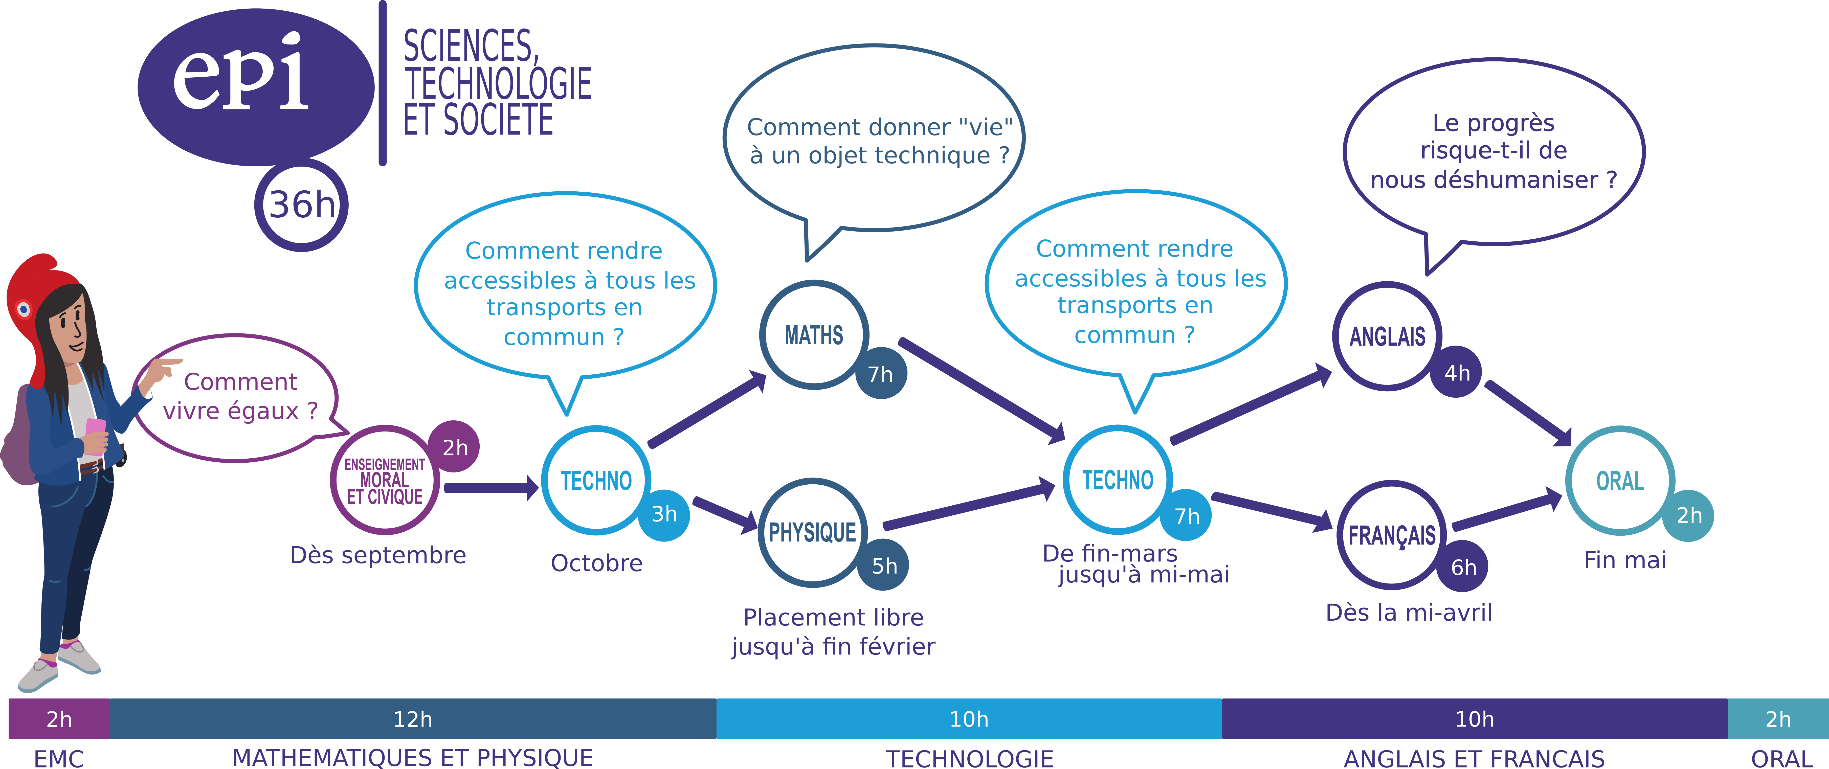 epi
SCIENCES,
TECHNOLOGIE
ET SOCIETE
36h
Comment
vivre égaux ?
ENSEIGNEMENT
MORAL
ET CIVIQUE
2h
Dès septembre
Comment rendre
accessibles à tous les
transports en
commun ?
TECHNO
3h
Octobre
Comment donner "vie"
à un objet technique ?
MATHS
7h
PHYSIQUE
5h
Placement libre
jusqu'à fin février
Comment rendre
accessibles à tous les
transports en
commun ?
TECHNO
7h
De fin-mars
jusqu'à mi-mai
Le progrès
risque-t-il de
nous déshumaniser ?
ANGLAIS
4h
FRANÇAIS
6h
Dès la mi-avril
ORAL
2h
Fin mai
2h
12h
10h
10h
2h
EMC
MATHEMATIQUES ET PHYSIQUE
TECHNOLOGIE
ANGLAIS ET FRANCAIS
ORAL